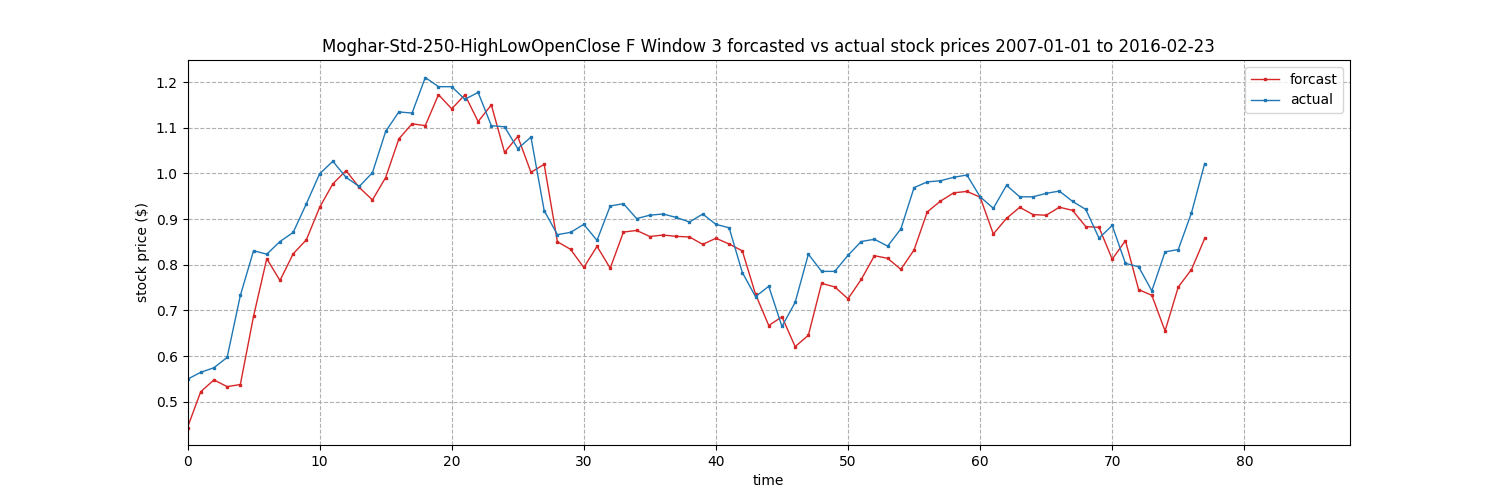 Moghar-Std-250-HighLowOpenClose F Window 3 forcasted vs actual stock prices 2007-01-01 to 2016-02-23
forcast
actual
stock price ($)
1.2
1.1
1.0
0.9
0.8
0.7
0.6
0.5
0 10 20 30 40 50 60 70 80
time